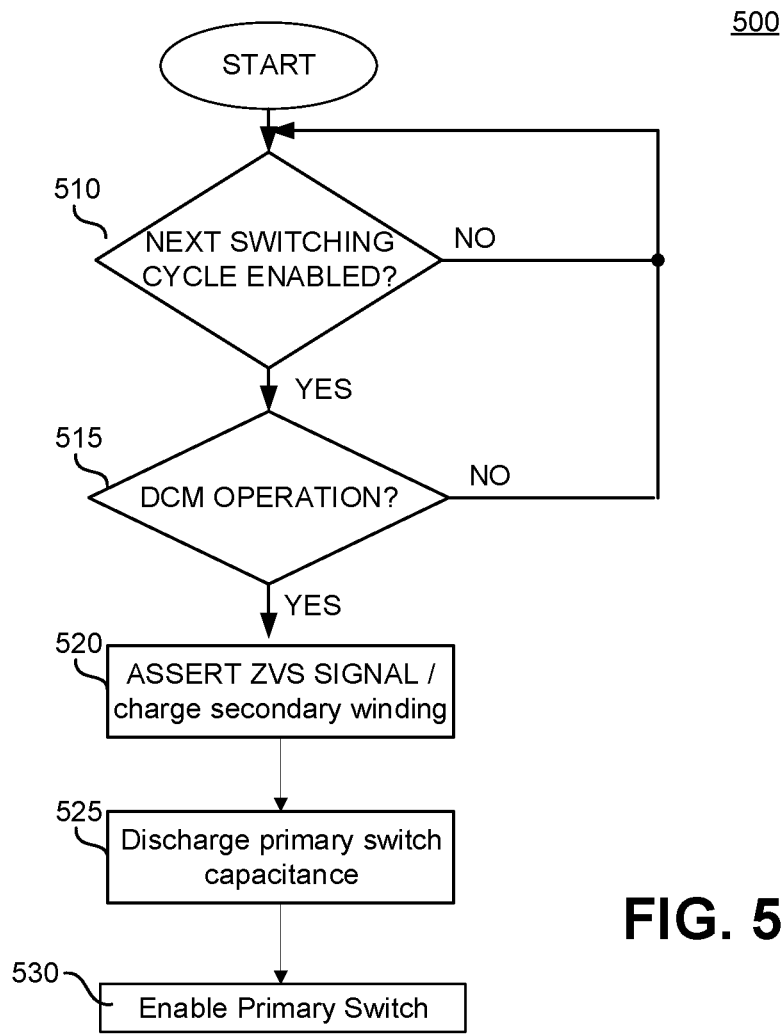 500
START
510
NEXT SWITCHING
CYCLE ENABLED?
NO
YES
515
DCM OPERATION?
NO
YES
520
ASSERT ZVS SIGNAL /
charge secondary winding
525
Discharge primary switch
capacitance
FIG. 5
530
Enable Primary Switch